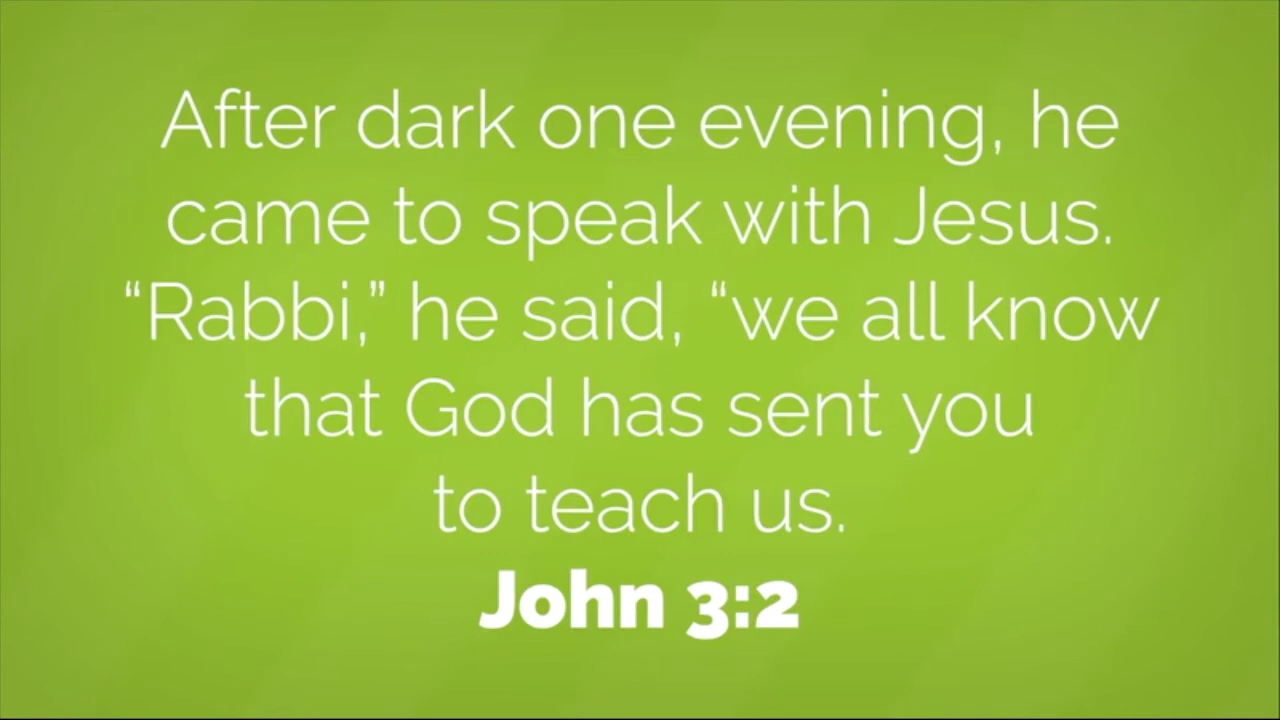 After dark one evening, he
came to speak with Jesus.
“Rabbi,” he said, “we all know
that God has sent you
to teach us.
John 3:2